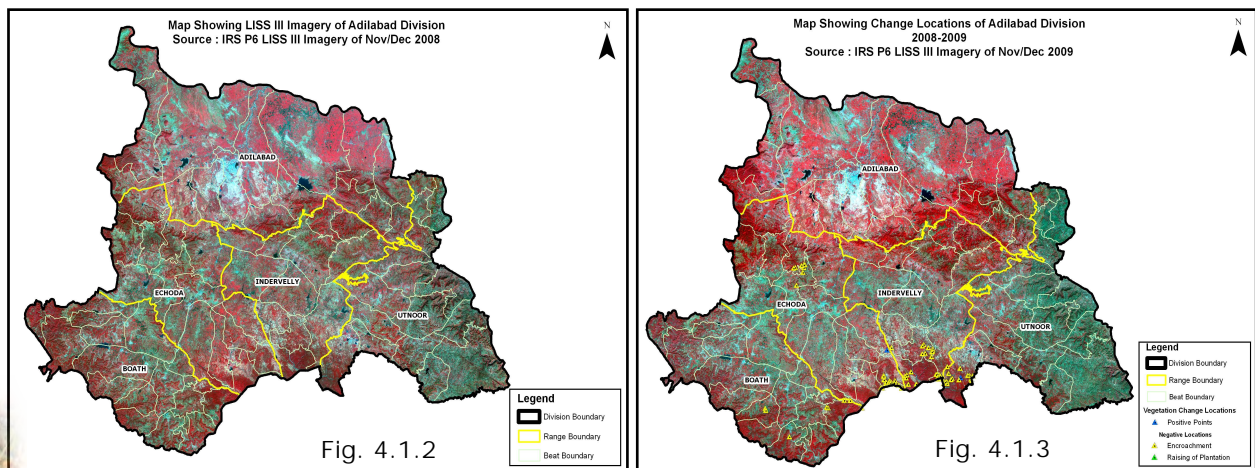 Map Showing LISS III Imagery of Adilabad Division
Source : IRS P6 LISS III Imagery of Nov/Dec 2008
N
ADILABAD
INDERVELLY
ECHODA
UTNOOR
BOATH
Legend
Division Boundary
Range Boundary
Beat Boundary
Fig. 4.1.2
Map Showing Change Locations of Adilabad Division
2008-2009
Source : IRS P6 LISS III Imagery of Nov/Dec 2009
N
ADILABAD
INDERVELLY
ECHODA
UTNOOR
BOATH
Legend
Division Boundary
Range Boundary
Beat Boundary
Vegetation Change Locations
Positive Points
Negative Locations
Encroachment
Raising of Plantation
Fig. 4.1.3